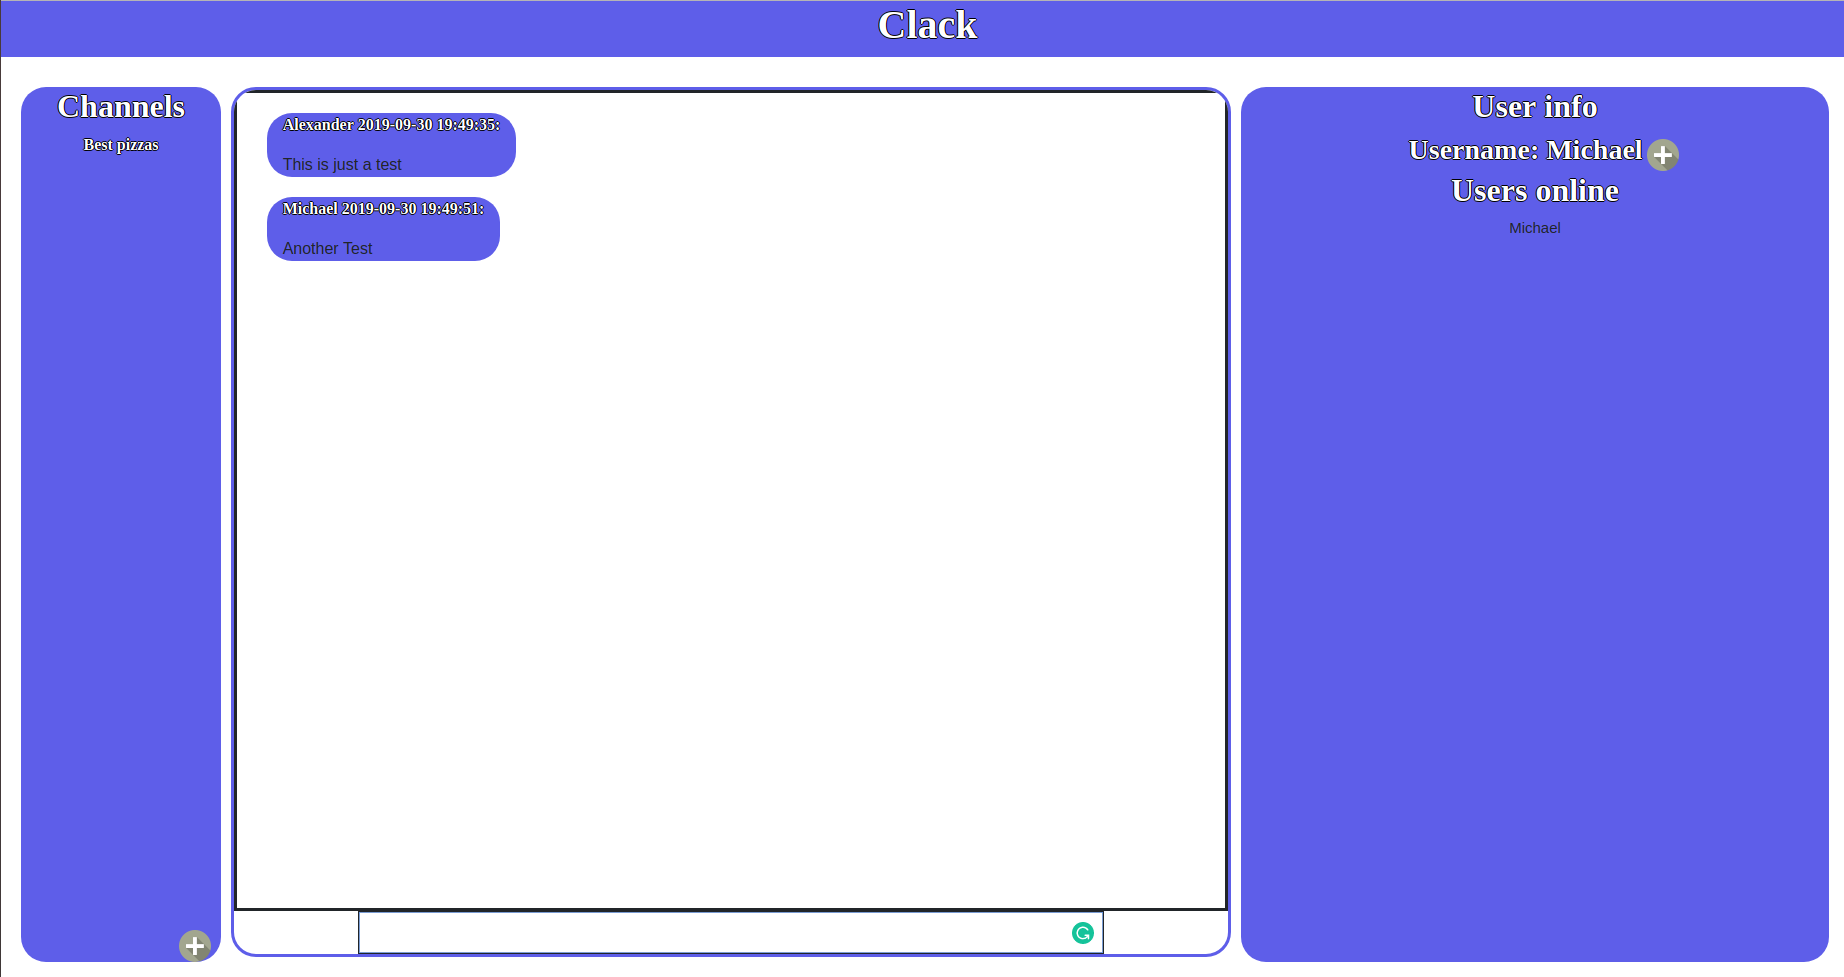 Clack
Channels
Best pizzas
Alexander 2019-09-30 19:49:35:
This is just a test
Michael 2019-09-30 19:49:51:
Another Test
User info
Username: Michael
Users online
Michael